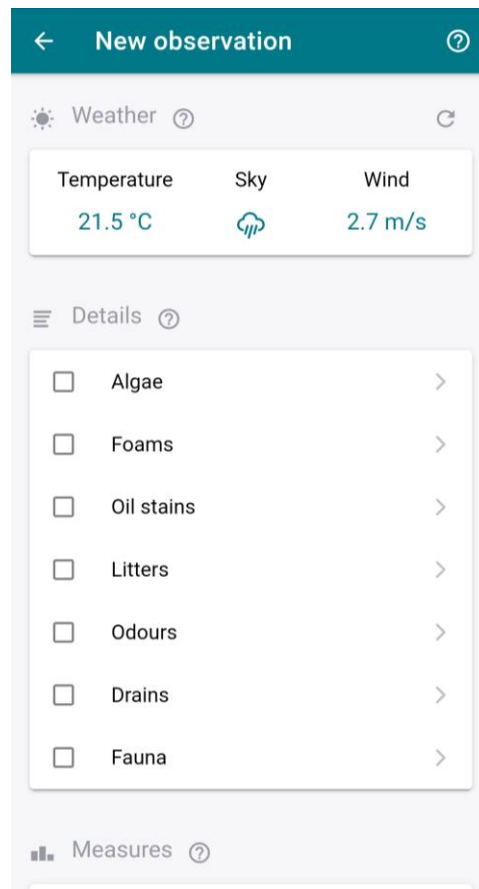 New observation
Weather
Temperature Sky Wind
21.5 °C 2.7 m/s
Details
Algae
Foams
Oil stains
Litters
Odours
Drains
Fauna
Measures